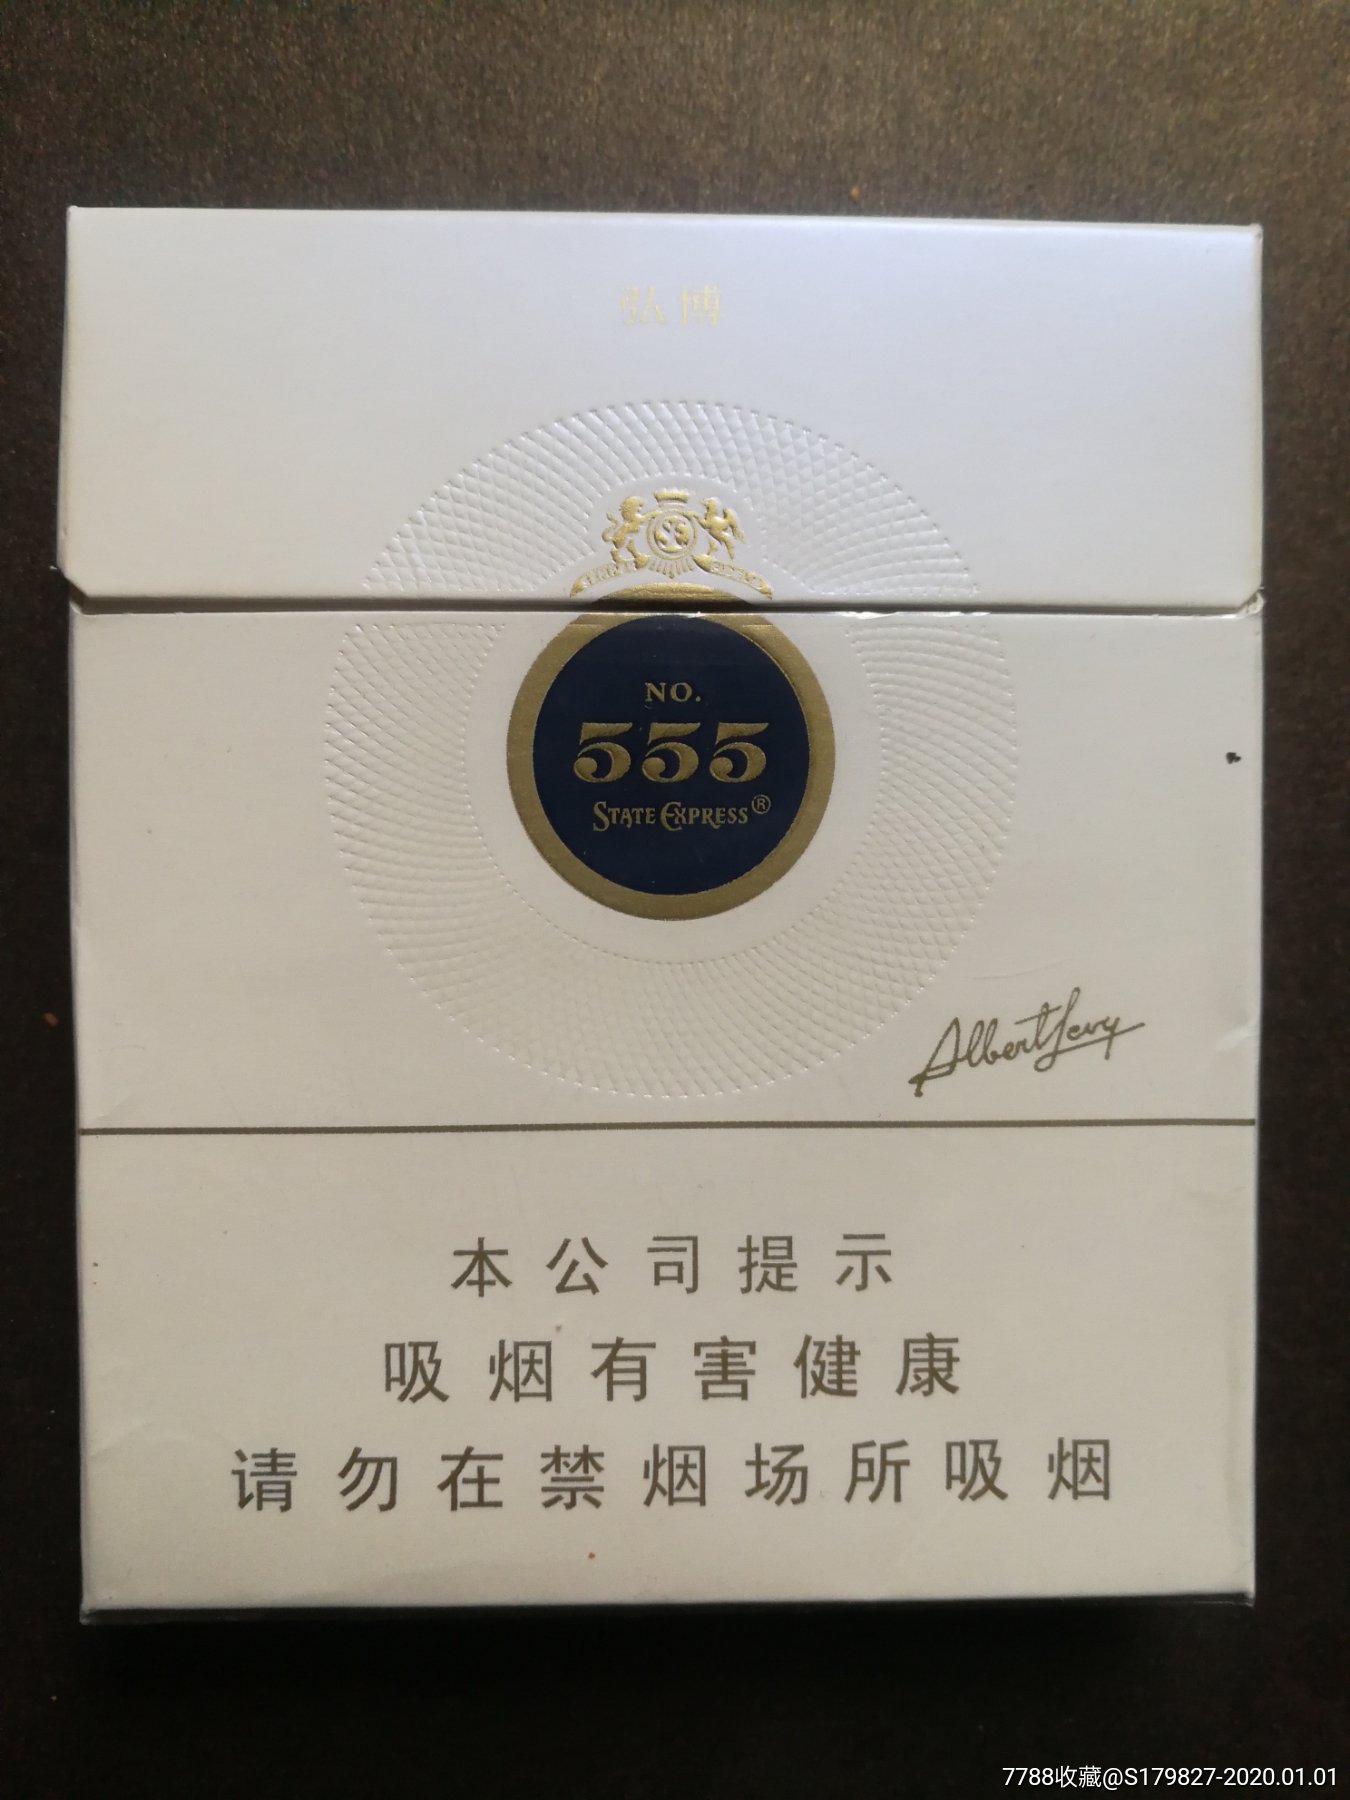 弘博
NO.
555
STATE EXPRESS®
Albert Levy
本公司提示
吸烟有害健康
请勿在禁烟场所吸烟
7788收藏@S179827-2020.01.01